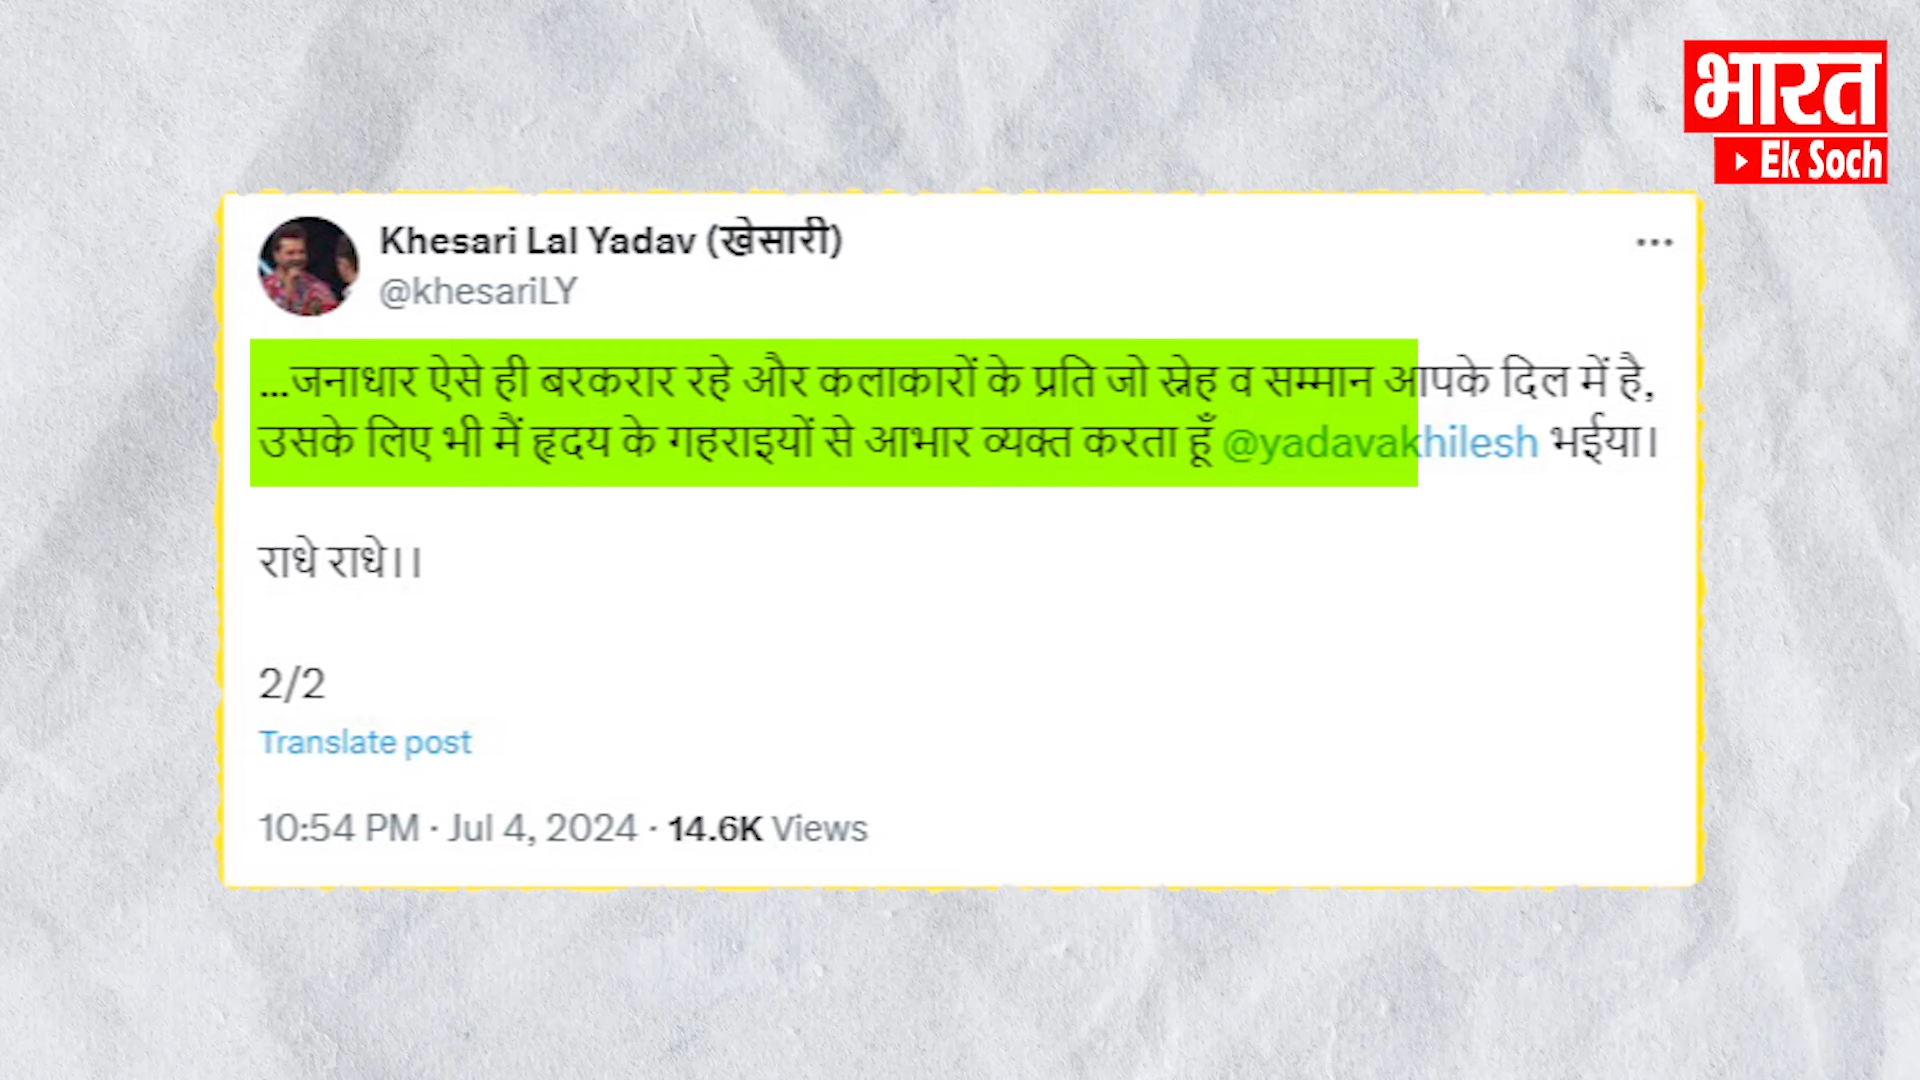 भारत
Ek Soch
Khesari Lal Yadav (खेसारी)
@khesariLY
...जनाधार ऐसे ही बरकरार रहे और कलाकारों के प्रति जो स्नेह व सम्मान आपके दिल में है,
उसके लिए भी मैं हृदय के गहराइयों से आभार व्यक्त करता हूँ @yadavakhilesh भईया।
राधे राधे।।
2/2
Translate post
10:54 PM · Jul 4, 2024 · 14.6K Views